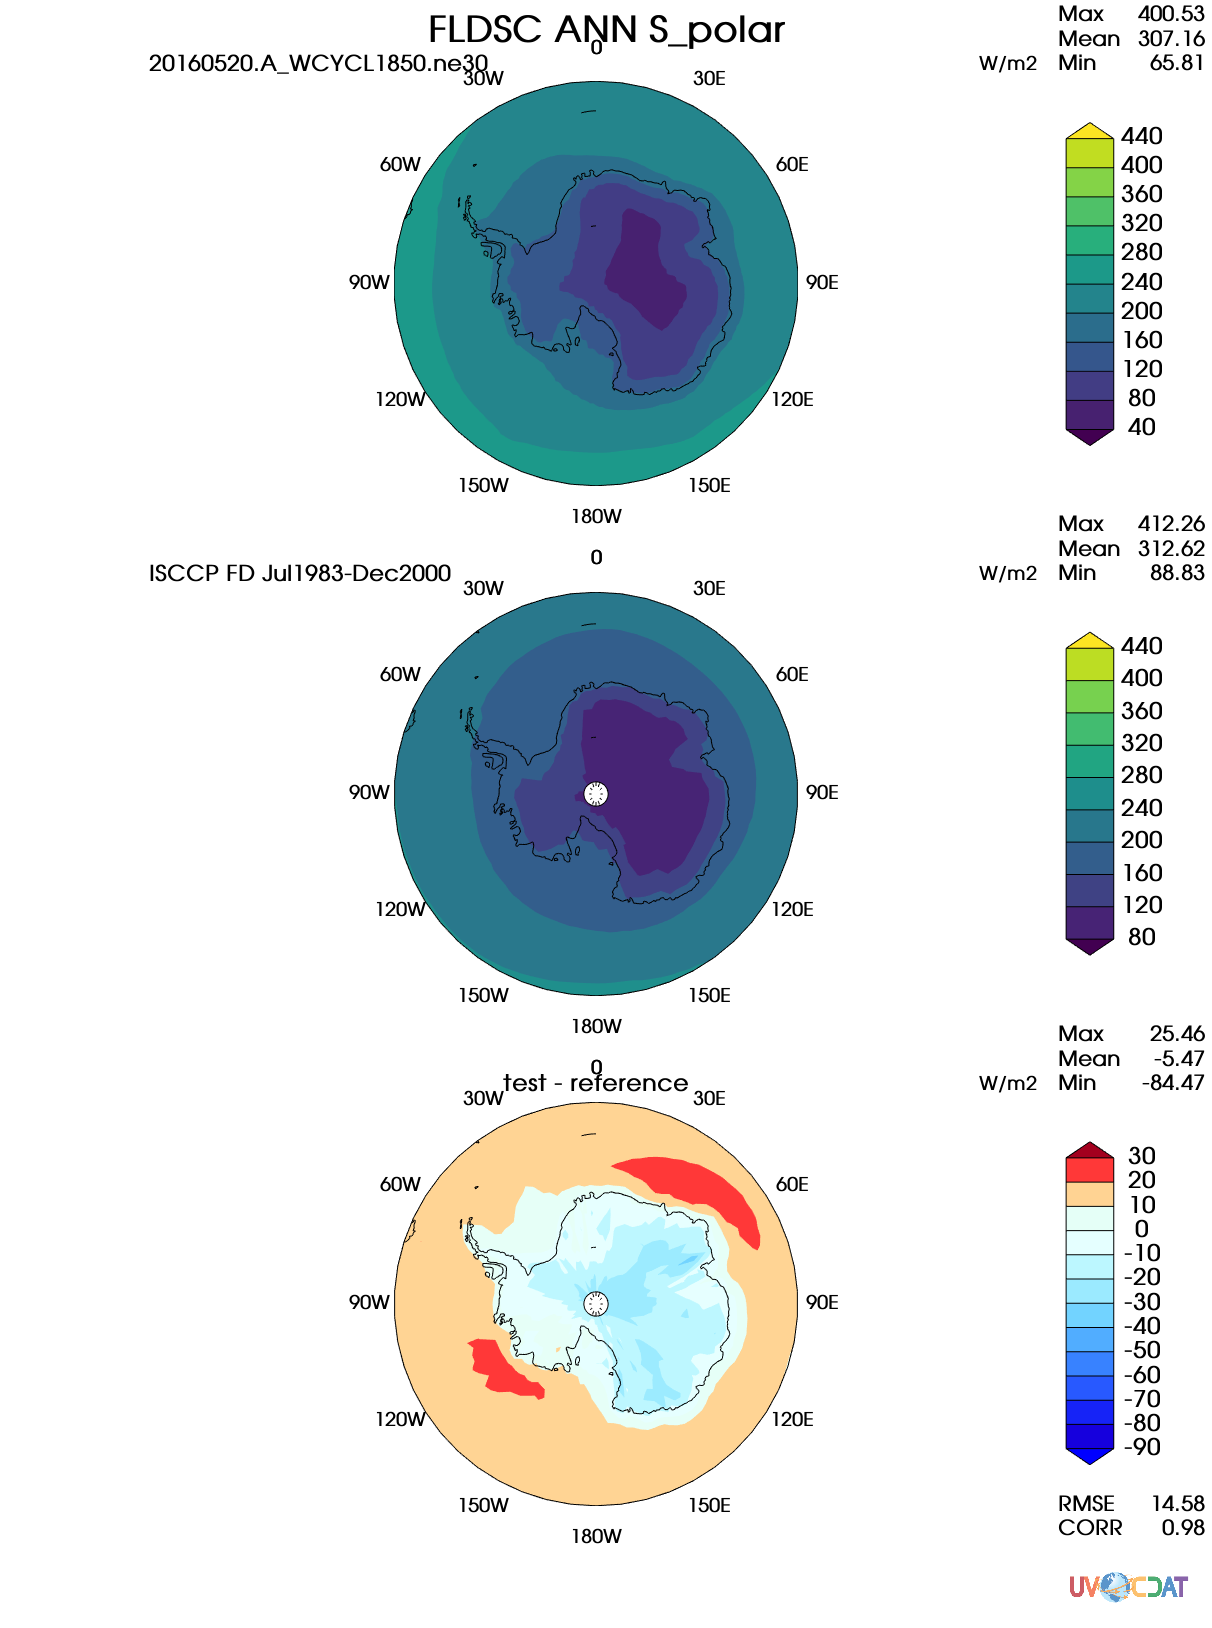 FLDSC ANN S_polar
20160520.A_WCYCL1850.ne30
W/m2
Max 400.53
Mean 307.16
Min 65.81
0
30W
30E
60W
60E
90W
90E
120W
120E
150W
150E
180W
440
400
360
320
280
240
200
160
120
80
40
ISCCP FD Jul1983-Dec2000
W/m2
Max 412.26
Mean 312.62
Min 88.83
0
30W
30E
60W
60E
90W
90E
120W
120E
150W
150E
180W
440
400
360
320
280
240
200
160
120
80
test - reference
W/m2
Max 25.46
Mean -5.47
Min -84.47
0
30W
30E
60W
60E
90W
90E
120W
120E
150W
150E
180W
30
20
10
0
-10
-20
-30
-40
-50
-60
-70
-80
-90
RMSE 14.58
CORR 0.98
UV CDAT